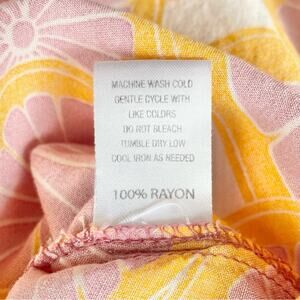 MACHINE WASH COLD
GENTLE CYCLE WITH
LIKE COLORS
DO NOT BLEACH
TUMBLE DRY LOW
COOL IRON AS NEEDED
100% RAYON